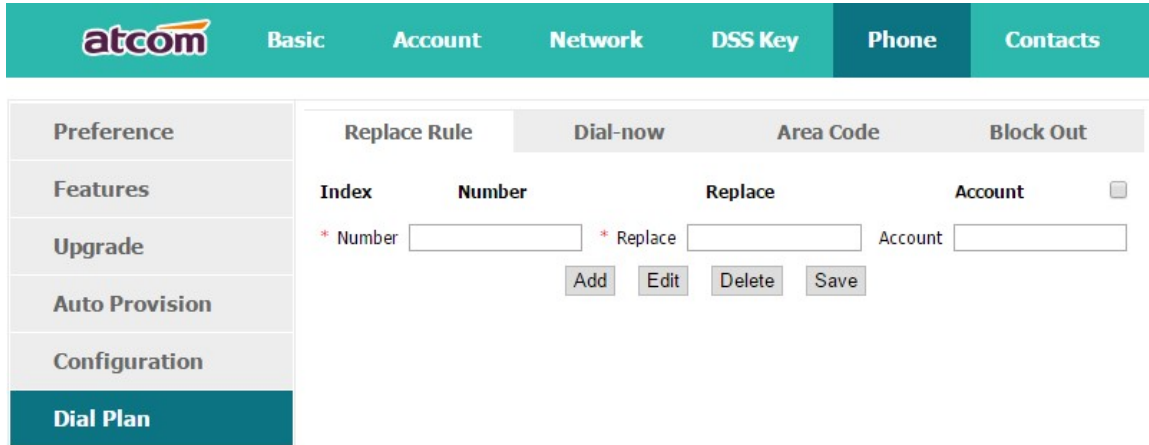 atcom Basic Account Network DSS Key Phone Contacts
Preference
Features
Upgrade
Auto Provision
Configuration
Dial Plan
Replace Rule Dial-now Area Code Block Out
Index Number Replace Account
* Number * Replace Account
Add Edit Delete Save